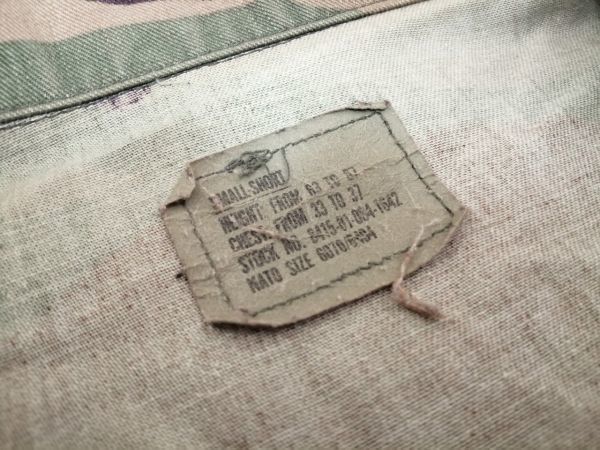 SMALL-SHORT
HEIGHT: FROM 63 TO 67
CHEST: FROM 33 TO 37
STOCK NO. 8415-01-084-1642
NATO SIZE 6070/8494